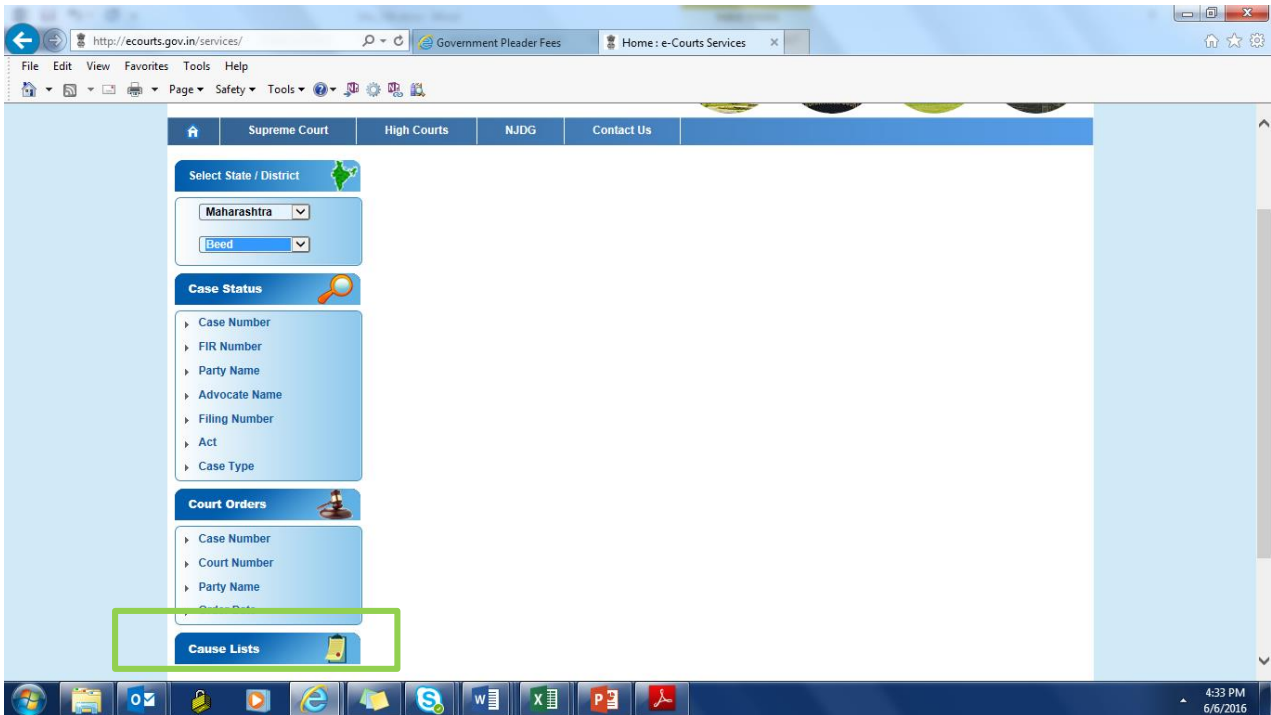 http://ecourts.gov.in/services/
Government Pleader Fees
Home : e-Courts Services
File Edit View Favorites Tools Help
Page Safety Tools
Supreme Court High Courts NJDG Contact Us
Select State / District
Maharashtra
Beed
Case Status
Case Number
FIR Number
Party Name
Advocate Name
Filing Number
Act
Case Type
Court Orders
Case Number
Court Number
Party Name
Cause Lists
4:33 PM
6/6/2016